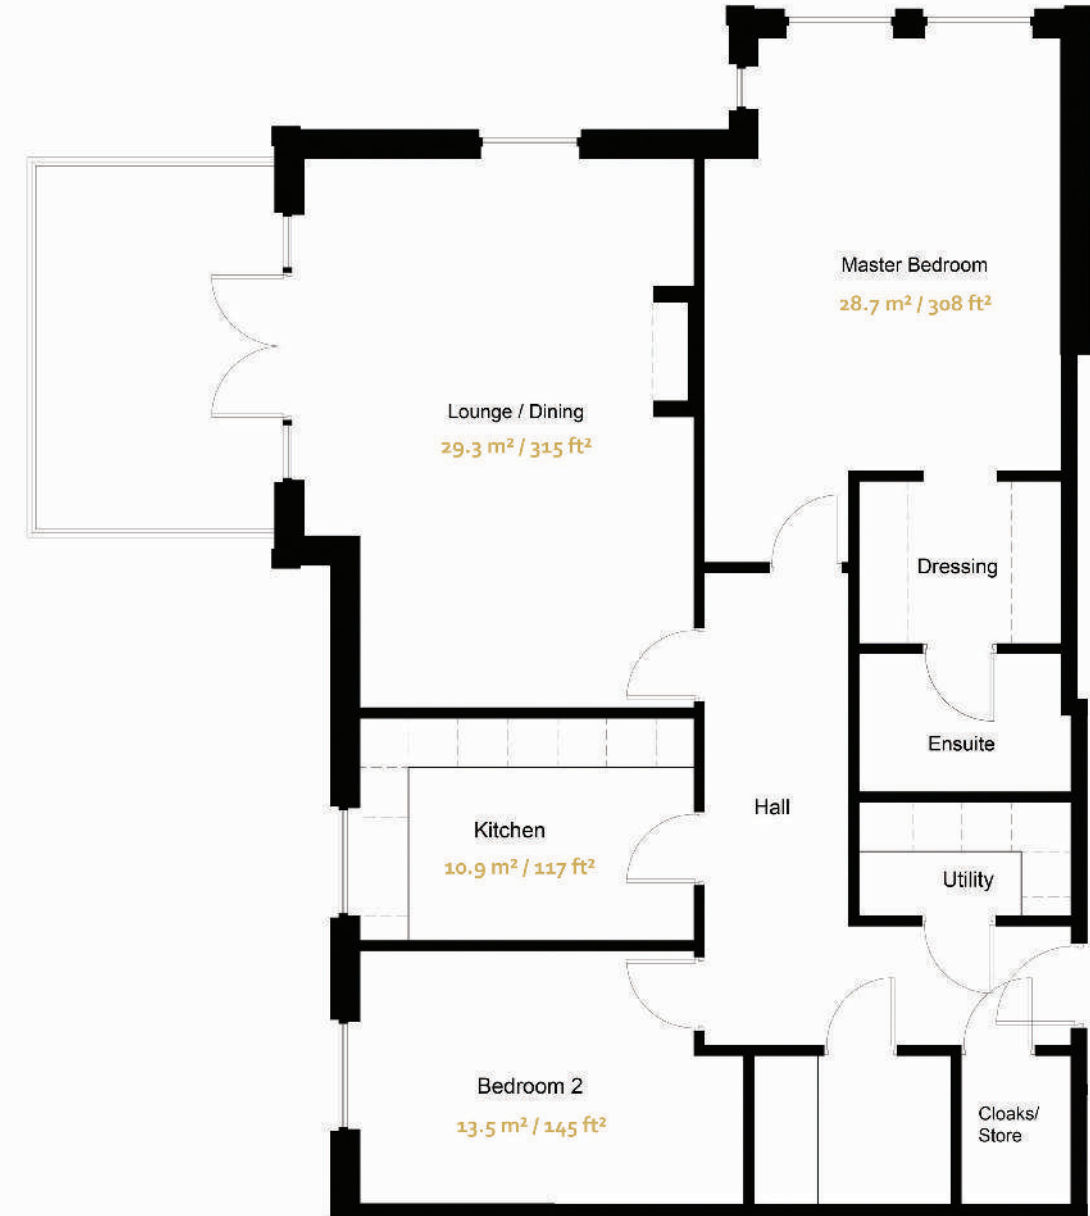 Master Bedroom
28.7 m² / 308 ft²
Lounge / Dining
29.3 m² / 315 ft²
Dressing
Ensuite
Hall
Kitchen
10.9 m² / 117 ft²
Utility
Bedroom 2
13.5 m² / 145 ft²
Cloaks/
Store